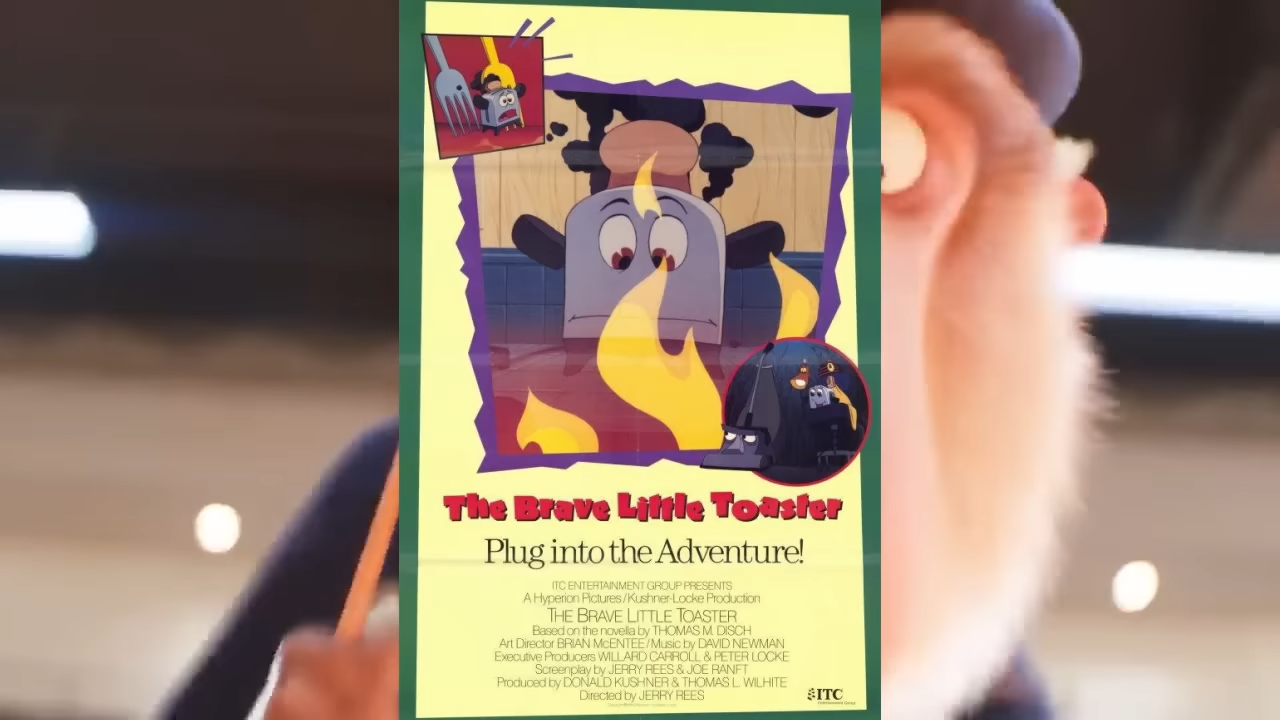 The Brave Little Toaster
Plug into the Adventure!
ITC ENTERTAINMENT GROUP PRESENTS
A Hyperion Pictures/Kushner-Locke Production
THE BRAVE LITTLE TOASTER
Based on the novella by THOMAS M. DISCH
Art Director BRIAN McENTEE/Music by DAVID NEWMAN
Executive Producers WILLARD CARROLL & PETER LOCKE
Screenplay by JERRY REES & JOE RANFT
Produced by DONALD KUSHNER & THOMAS L. WILHITE
Directed by JERRY REES
ITC
Entertainment Group